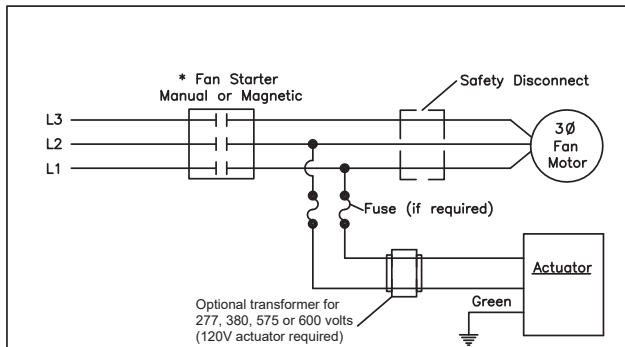 * Fan Starter
Manual or Magnetic
Safety Disconnect
L3
L2
L1
3Ø
Fan
Motor
Fuse (if required)
Actuator
Green
Optional transformer for
277, 380, 575 or 600 volts
(120V actuator required)